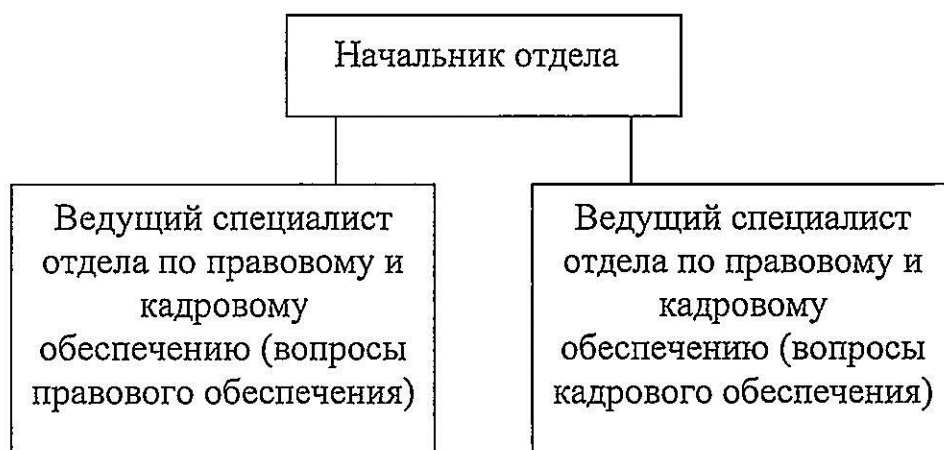 Начальник отдела
Ведущий специалист
отдела по правовому и
кадровому
обеспечению (вопросы
правового обеспечения)
Ведущий специалист
отдела по правовому и
кадровому
обеспечению (вопросы
кадрового обеспечения)